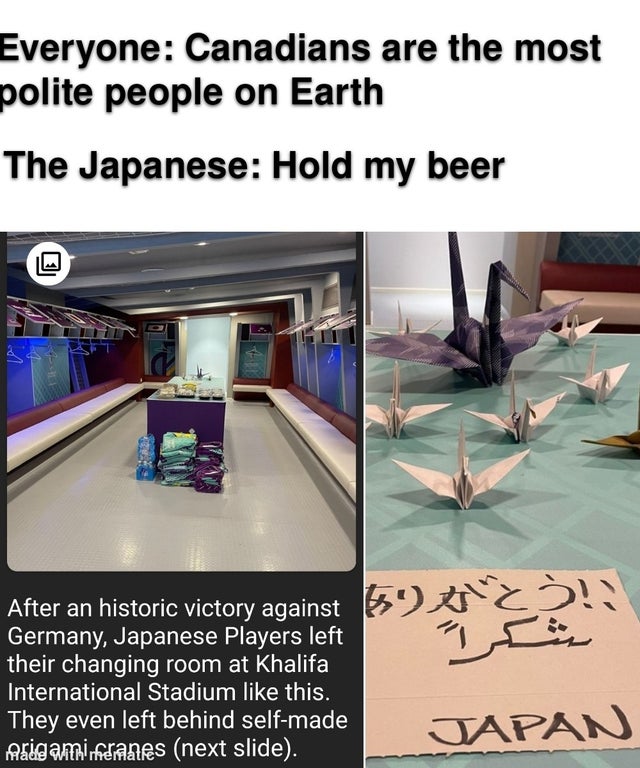 Everyone: Canadians are the most
polite people on Earth
The Japanese: Hold my beer
After an historic victory against
Germany, Japanese Players left
their changing room at Khalifa
International Stadium like this.
They even left behind self-made
origami cranes (next slide).
made with mematic
ありがとう!!
شكراً
JAPAN